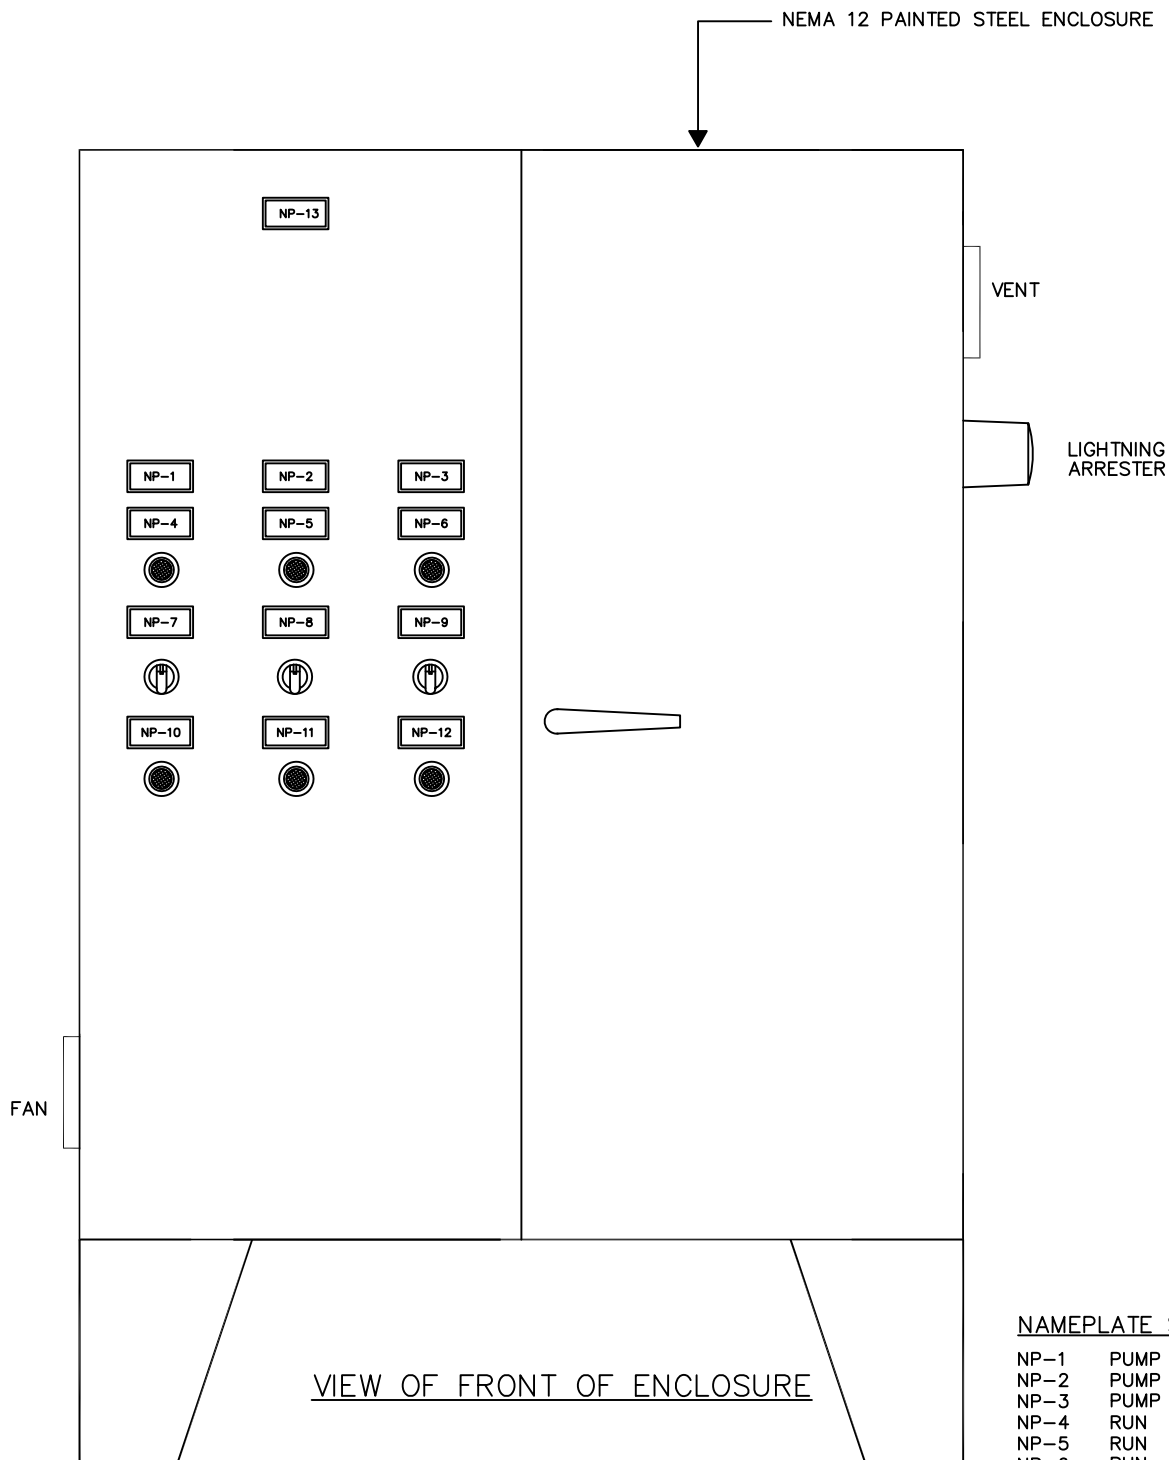 NEMA 12 PAINTED STEEL ENCLOSURE
NP-13
VENT
LIGHTNING
ARRESTER
NP-1 NP-2 NP-3
NP-4 NP-5 NP-6
NP-7 NP-8 NP-9
NP-10 NP-11 NP-12
FAN
VIEW OF FRONT OF ENCLOSURE
NAMEPLATE
NP-1 PUMP
NP-2 PUMP
NP-3 PUMP
NP-4 RUN
NP-5 RUN